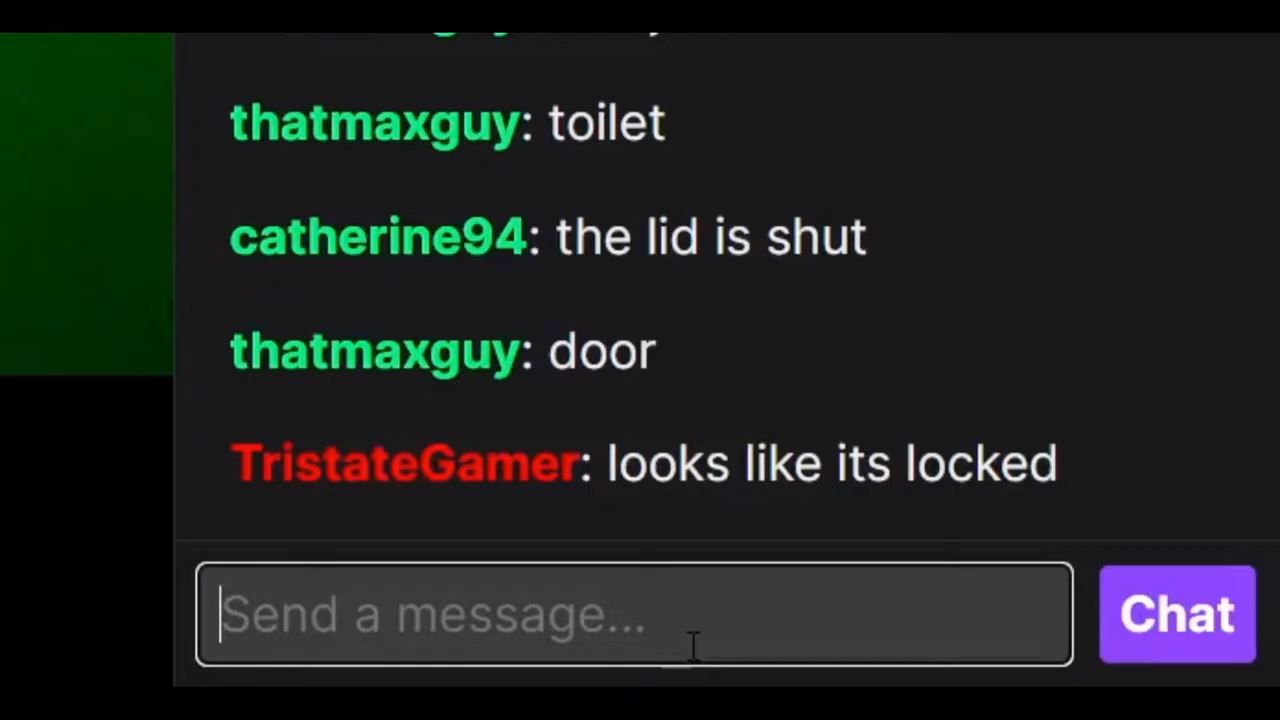 thatmaxguy: toilet
catherine94: the lid is shut
thatmaxguy: door
TristateGamer: looks like its locked
Send a message...
Chat